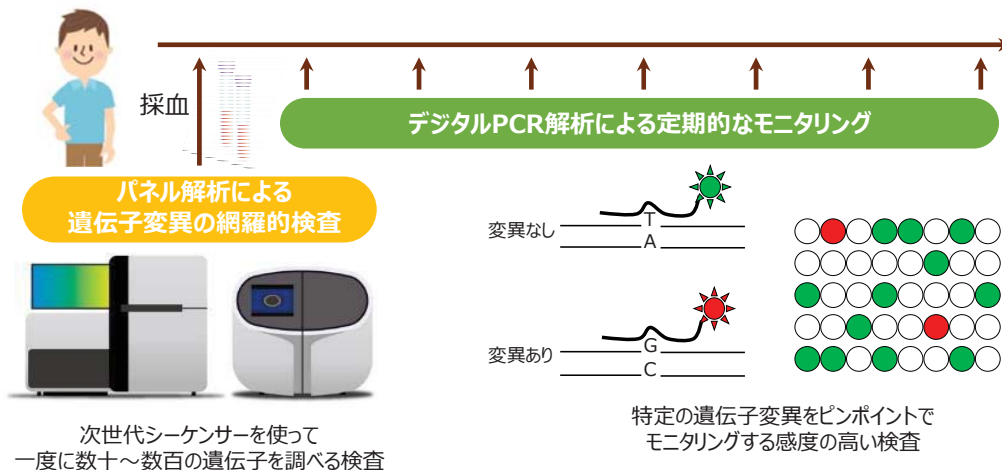 採血
デジタルPCR解析による定期的なモニタリング
パネル解析による
遺伝子変異の網羅的検査
変異なし
T
A
変異あり
G
C
次世代シーケンサーを使って
一度に数十～数百の遺伝子を調べる検査
特定の遺伝子変異をピンポイントで
モニタリングする感度の高い検査